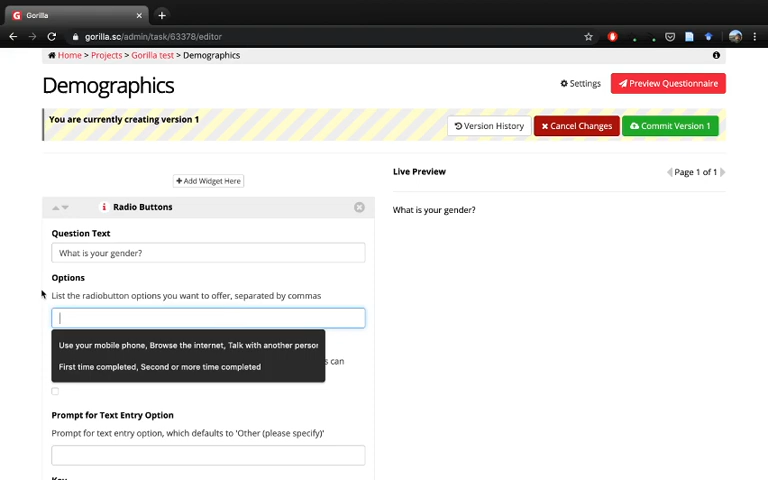 Gorilla
gorilla.sc/admin/task/63378/editor
Home > Projects > Gorilla test > Demographics
Demographics
Settings
Preview Questionnaire
You are currently creating version 1
Version History
Cancel Changes
Commit Version 1
Add Widget Here
Live Preview
Page 1 of 1
Radio Buttons
What is your gender?
Question Text
What is your gender?
Options
List the radiobutton options you want to offer, separated by commas
Use your mobile phone, Browse the internet, Talk with another person
First time completed, Second or more time completed
can
Prompt for Text Entry Option
Prompt for text entry option, which defaults to 'Other (please specify)'